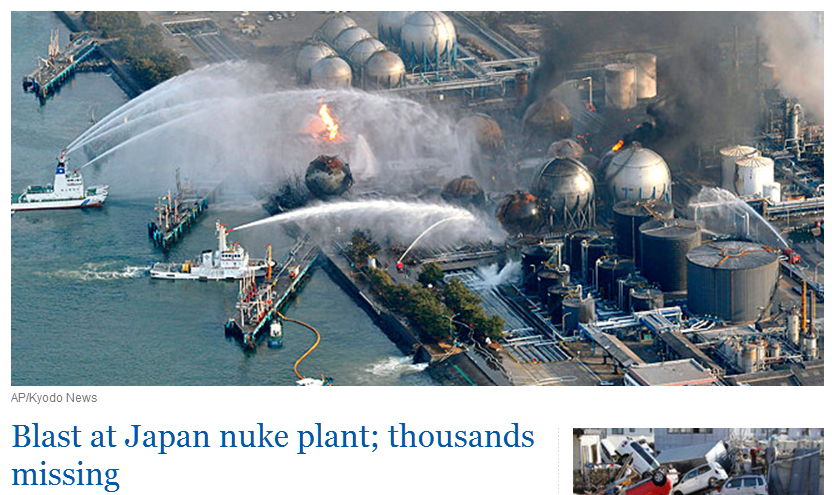 AP/Kyodo News
Blast at Japan nuke plant; thousands
missing